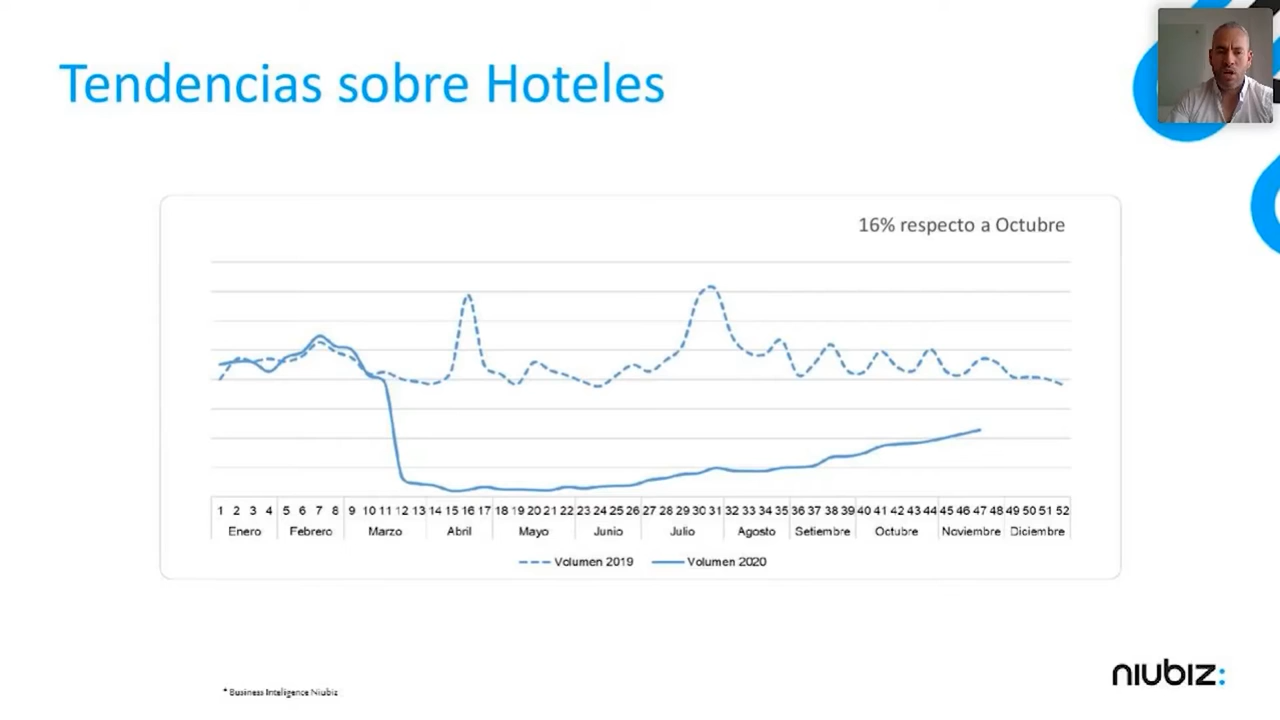 Tendencias sobre Hoteles
16% respecto a Octubre
1 2 3 4 5 6 7 8 9 10 11 12 13 14 15 16 17 18 19 20 21 22 23 24 25 26 27 28 29 30 31 32 33 34 35 36 37 38 39 40 41 42 43 44 45 46 47 48 49 50 51 52
Enero Febrero Marzo Abril Mayo Junio Julio Agosto Setiembre Octubre Noviembre Diciembre
Volumen 2019 Volumen 2020
* Business Inteligence Niubiz
niubiz: